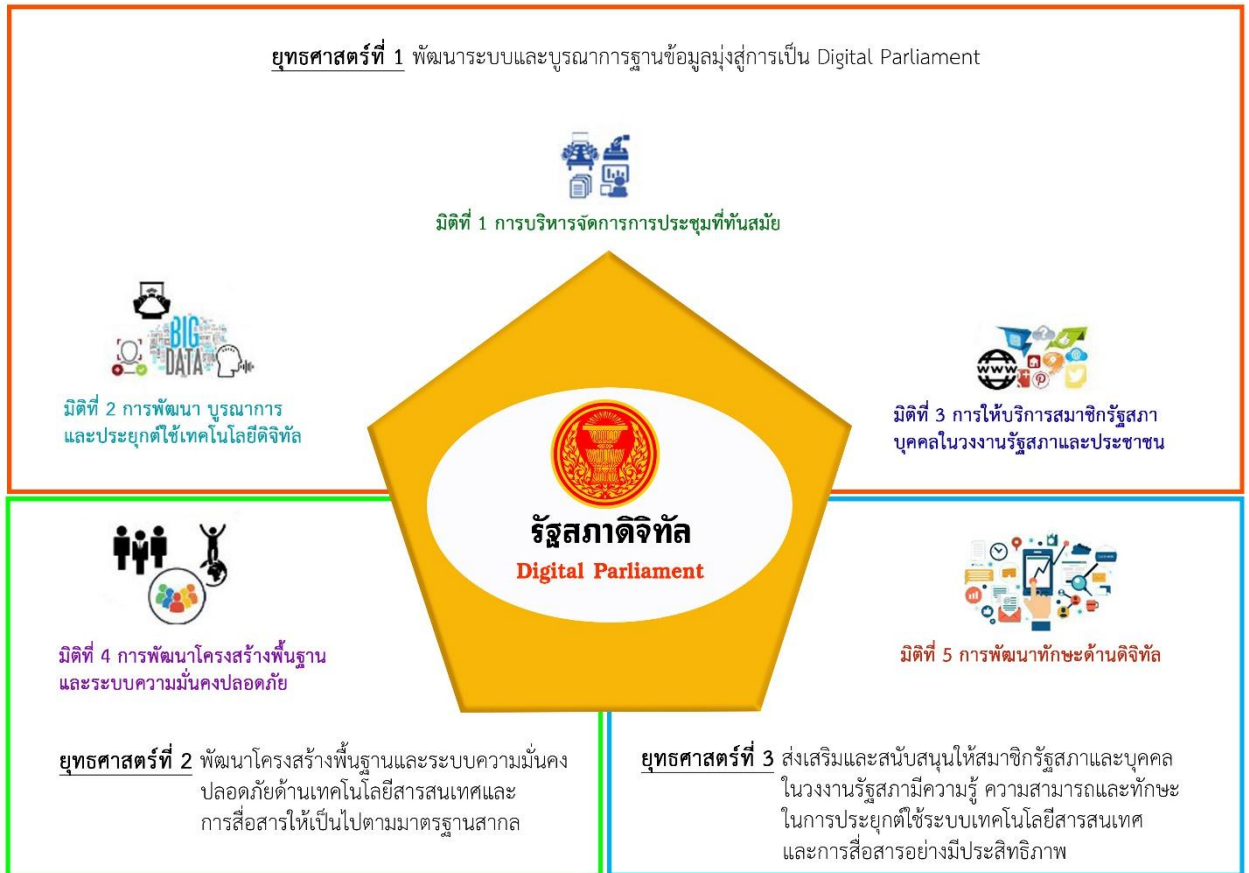 ยุทธศาสตร์ที่ 1 พัฒนาระบบและบูรณาการฐานข้อมูลมุ่งสู่การเป็น Digital Parliament
มิติที่ 1 การบริหารจัดการการประชุมที่ทันสมัย
BIG
DATA
มิติที่ 2 การพัฒนา บูรณาการ
และประยุกต์ใช้เทคโนโลยีดิจิทัล
www
มิติที่ 3 การให้บริการสมาชิกรัฐสภา
บุคคลในวงงานรัฐสภาและประชาชน
รัฐสภาดิจิทัล
Digital Parliament
มิติที่ 4 การพัฒนาโครงสร้างพื้นฐาน
และระบบความมั่นคงปลอดภัย
มิติที่ 5 การพัฒนาทักษะด้านดิจิทัล
ยุทธศาสตร์ที่ 2 พัฒนาโครงสร้างพื้นฐานและระบบความมั่นคง
ปลอดภัยด้านเทคโนโลยีสารสนเทศและ
การสื่อสารให้เป็นไปตามมาตรฐานสากล
ยุทธศาสตร์ที่ 3 ส่งเสริมและสนับสนุนให้สมาชิกรัฐสภาและบุคคล
ในวงงานรัฐสภามีความรู้ ความสามารถและทักษะ
ในการประยุกต์ใช้ระบบเทคโนโลยีสารสนเทศ
และการสื่อสารอย่างมีประสิทธิภาพ